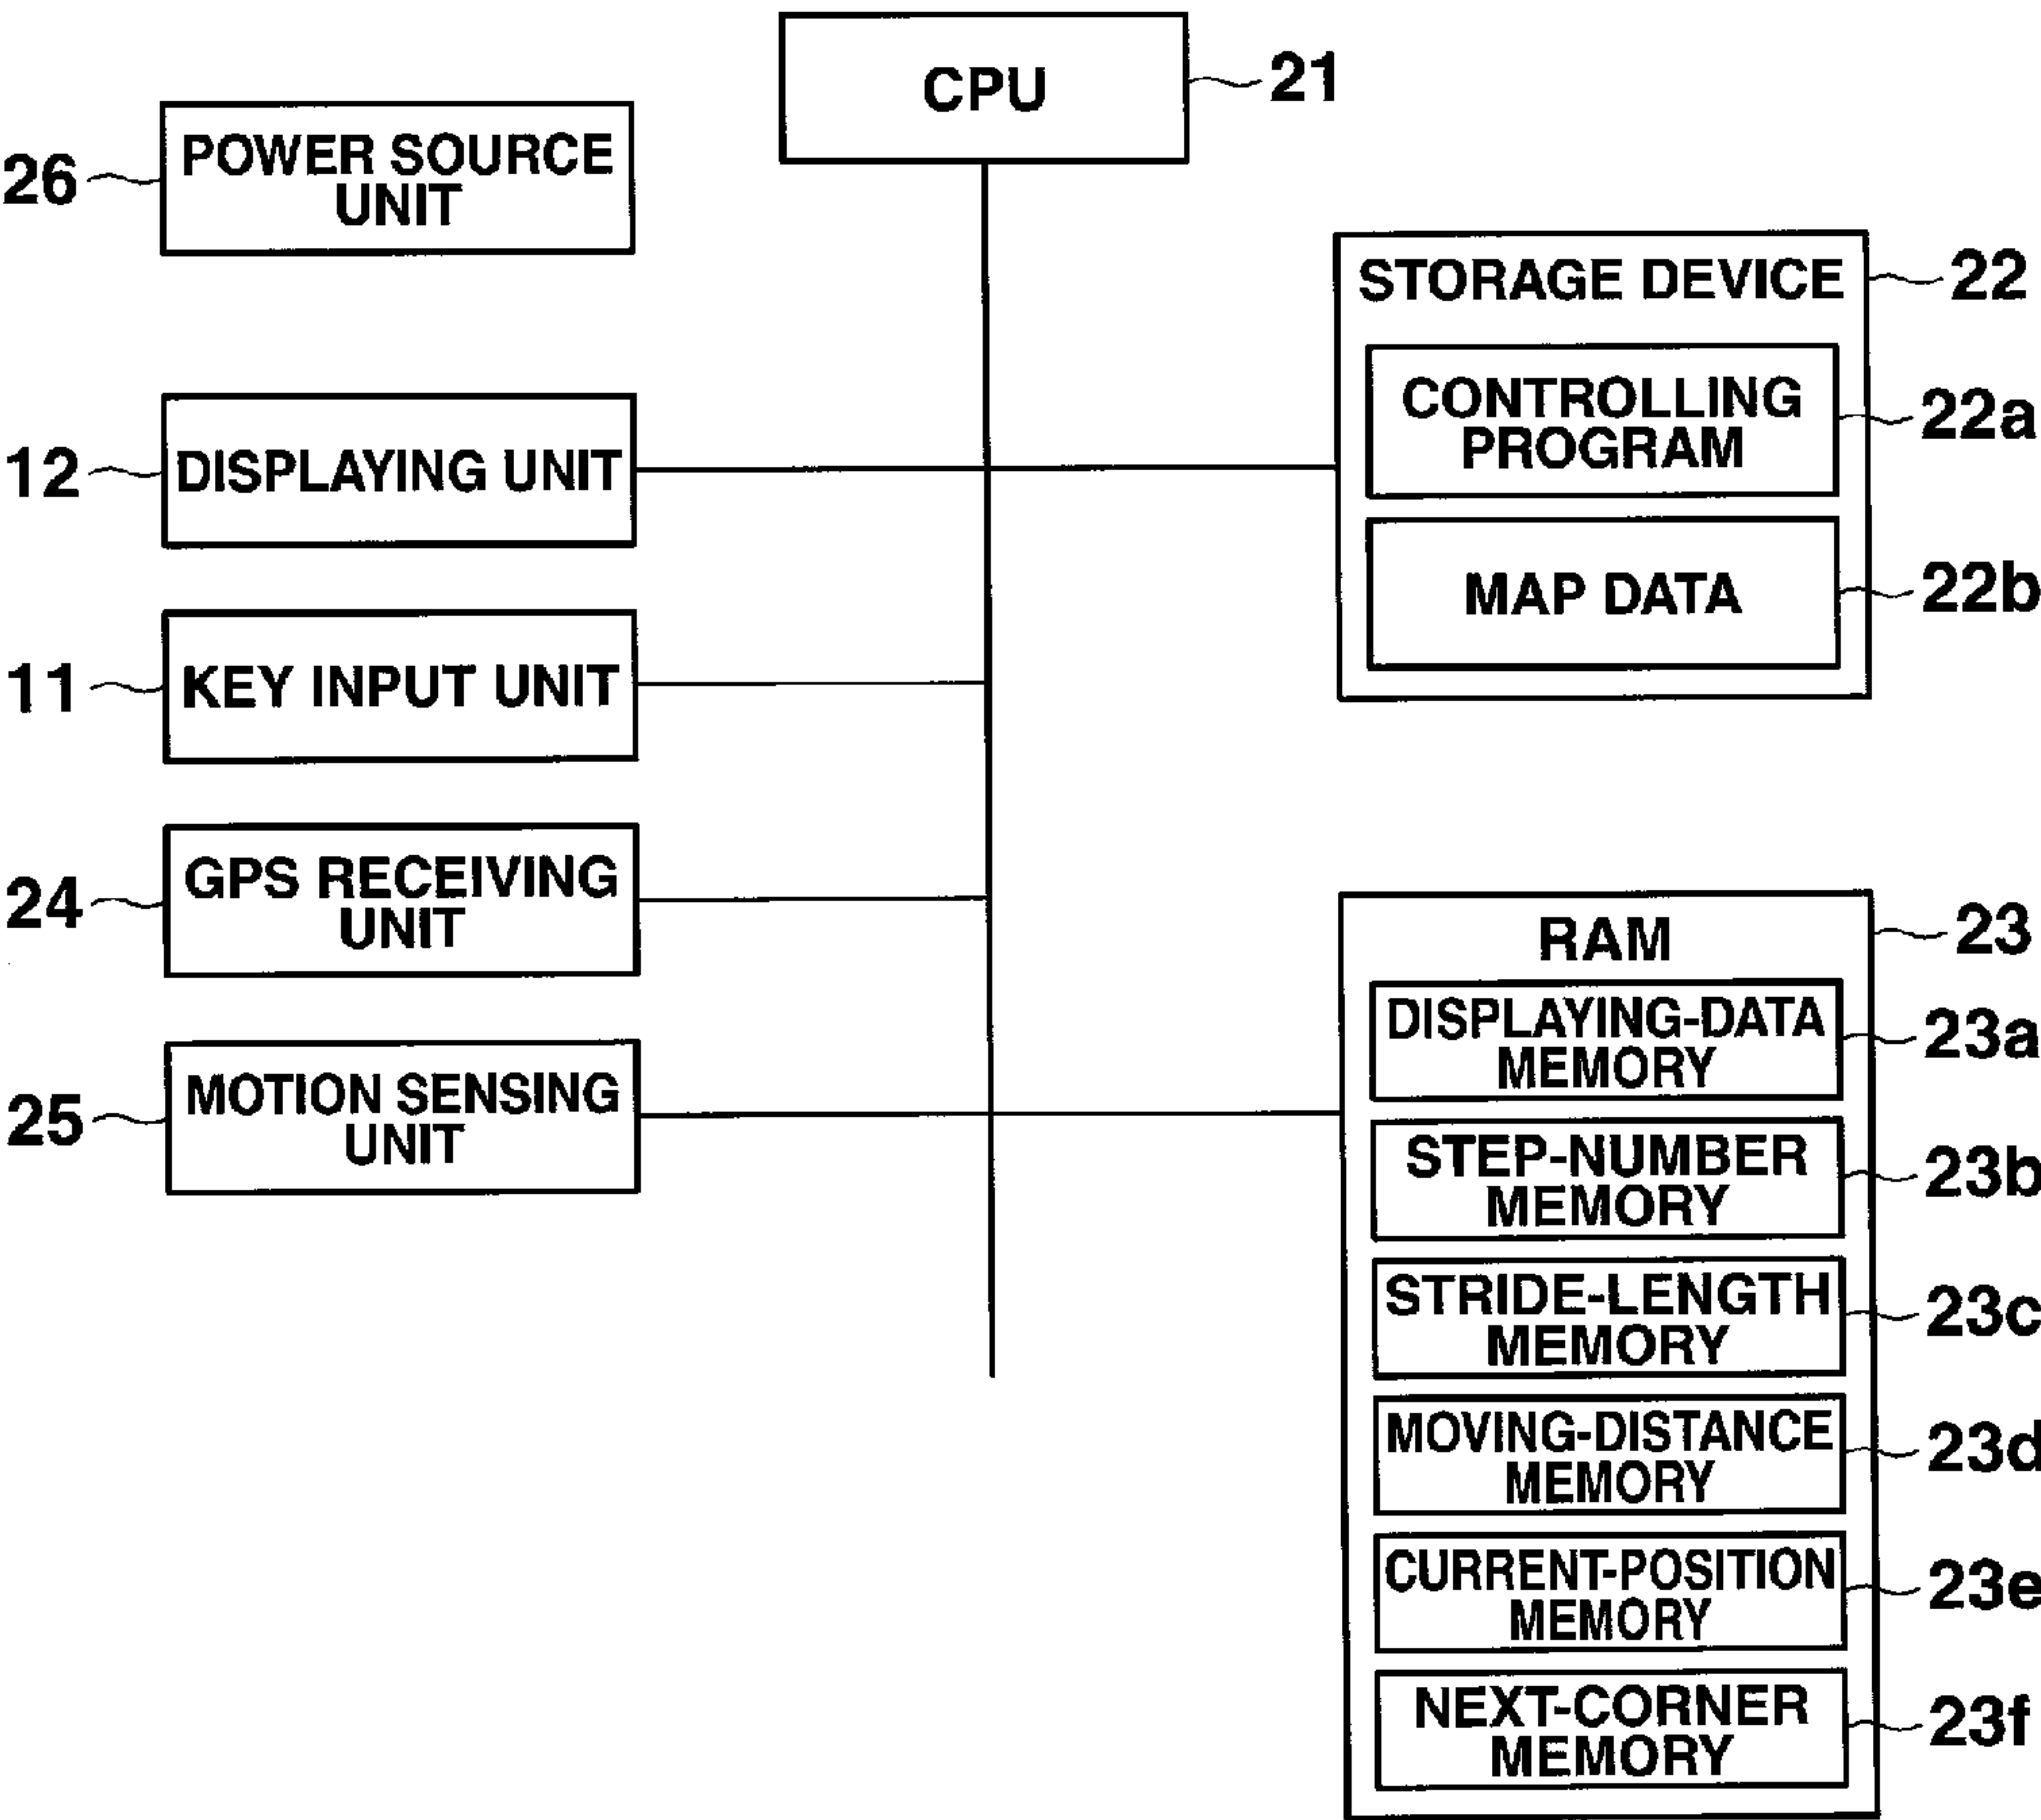 CPU
21
26
POWER SOURCE
UNIT
STORAGE DEVICE
22
CONTROLLING
PROGRAM
22a
MAP DATA
22b
12
DISPLAYING UNIT
11
KEY INPUT UNIT
24
GPS RECEIVING
UNIT
25
MOTION SENSING
UNIT
RAM
23
DISPLAYING-DATA
MEMORY
23a
STEP-NUMBER
MEMORY
23b
STRIDE-LENGTH
MEMORY
23c
MOVING-DISTANCE
MEMORY
23d
CURRENT-POSITION
MEMORY
23e
NEXT-CORNER
MEMORY
23f